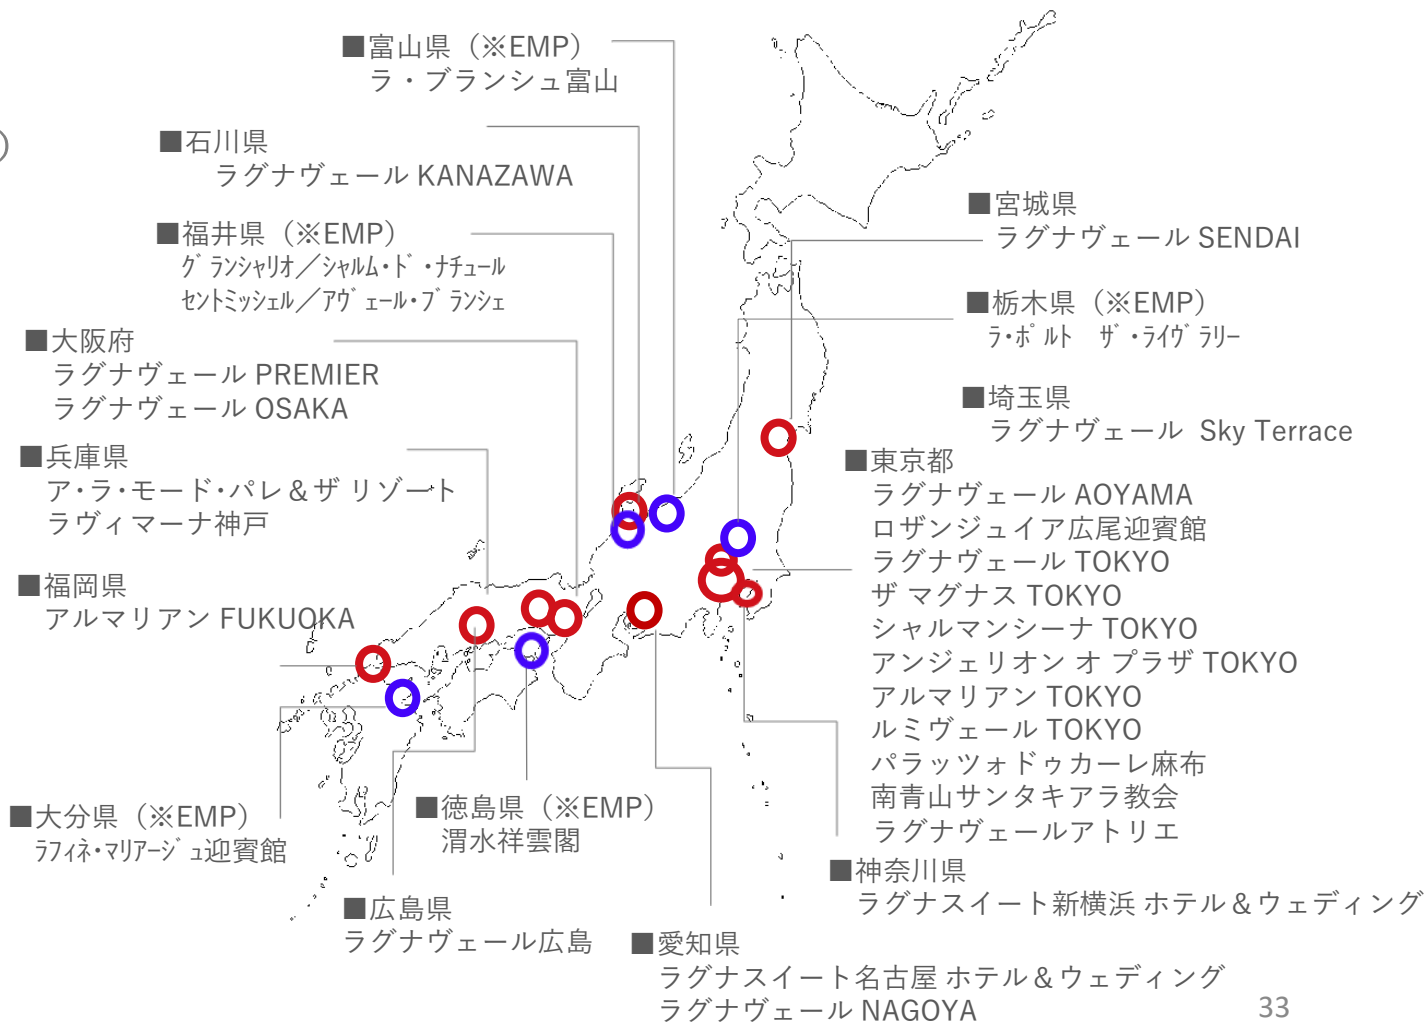 ■富山県（※EMP）
ラ・ブランシュ富山
）
■石川県
ラグナヴェール KANAZAWA
■福井県（※EMP）
ｸﾞﾗﾝｼｬﾘｵ／ｼｬﾙﾑ･ﾄﾞ･ﾅﾁｭｰﾙ
ｾﾝﾄﾐｯｼｪﾙ／ｱｳﾞｪｰﾙ･ﾌﾞﾗﾝｼｪ
■大阪府
ラグナヴェール PREMIER
ラグナヴェール OSAKA
■兵庫県
ア・ラ・モード・パレ＆ザ リゾート
ラヴィマーナ神戸
■福岡県
アルマリアン FUKUOKA
■大分県（※EMP）
ﾗﾌｨﾈ･ﾏﾘｱｰｼﾞｭ迎賓館
■徳島県（※EMP）
渭水祥雲閣
■広島県
ラグナヴェール広島
■宮城県
ラグナヴェール SENDAI
■栃木県（※EMP）
ﾗ･ﾎﾟﾙﾄ　ｻﾞ･ﾗｲｳﾞﾗﾘｰ
■埼玉県
ラグナヴェール Sky Terrace
■東京都
ラグナヴェール AOYAMA
ロザンジュイア広尾迎賓館
ラグナヴェール TOKYO
ザ マグナス TOKYO
シャルマンシーナ TOKYO
アンジェリオン オ プラザ TOKYO
アルマリアン TOKYO
ルミヴェール TOKYO
パラッツォドゥカーレ麻布
南青山サンタキアラ教会
ラグナヴェールアトリエ
■神奈川県
ラグナスイート新横浜 ホテル＆ウェディング
■愛知県
ラグナスイート名古屋 ホテル＆ウェディング
ラグナヴェール NAGOYA
33